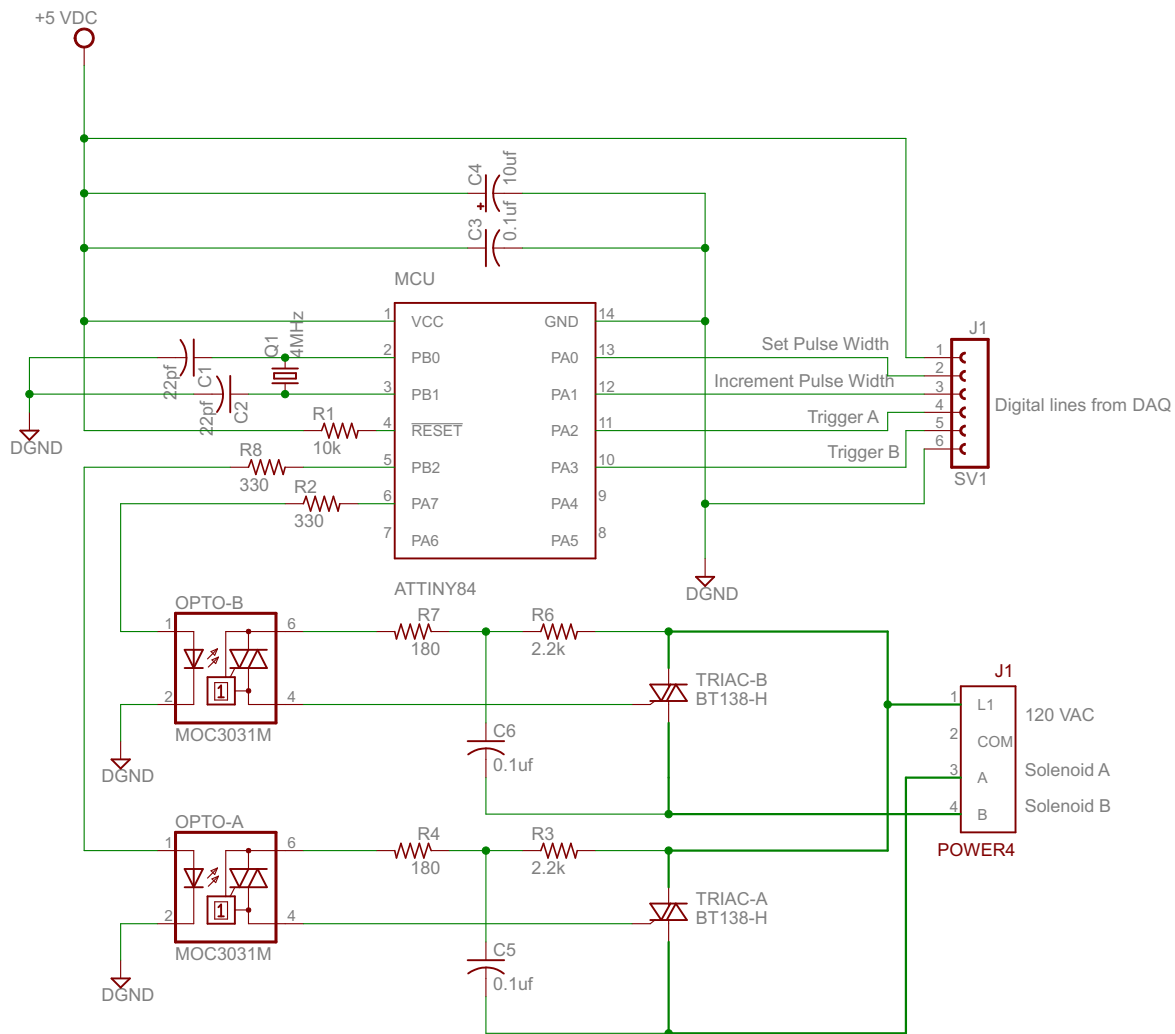 +5 VDC
C4
10uf
C3
0.1uf
MCU
1 VCC GND 14
2 PB0 PA0 13
3 PB1 PA1 12
4 RESET PA2 11
5 PB2 PA3 10
6 PA7 PA4 9
7 PA6 PA5 8
ATTINY84
Q1
4MHz
22pf
C1
22pf
C2
DGND
R1
10k
R8
330
R2
330
Set Pulse Width
Increment Pulse Width
Trigger A
Trigger B
J1
1
2
3
4
5
6
SV1
Digital lines from DAQ
DGND
OPTO-B
1 6
2 4
1
MOC3031M
DGND
R7
180
R6
2.2k
C6
0.1uf
TRIAC-B
BT138-H
J1
1 L1
2 COM
3 A
4 B
120 VAC
Solenoid A
Solenoid B
POWER4
OPTO-A
1 6
2 4
1
MOC3031M
DGND
R4
180
R3
2.2k
C5
0.1uf
TRIAC-A
BT138-H